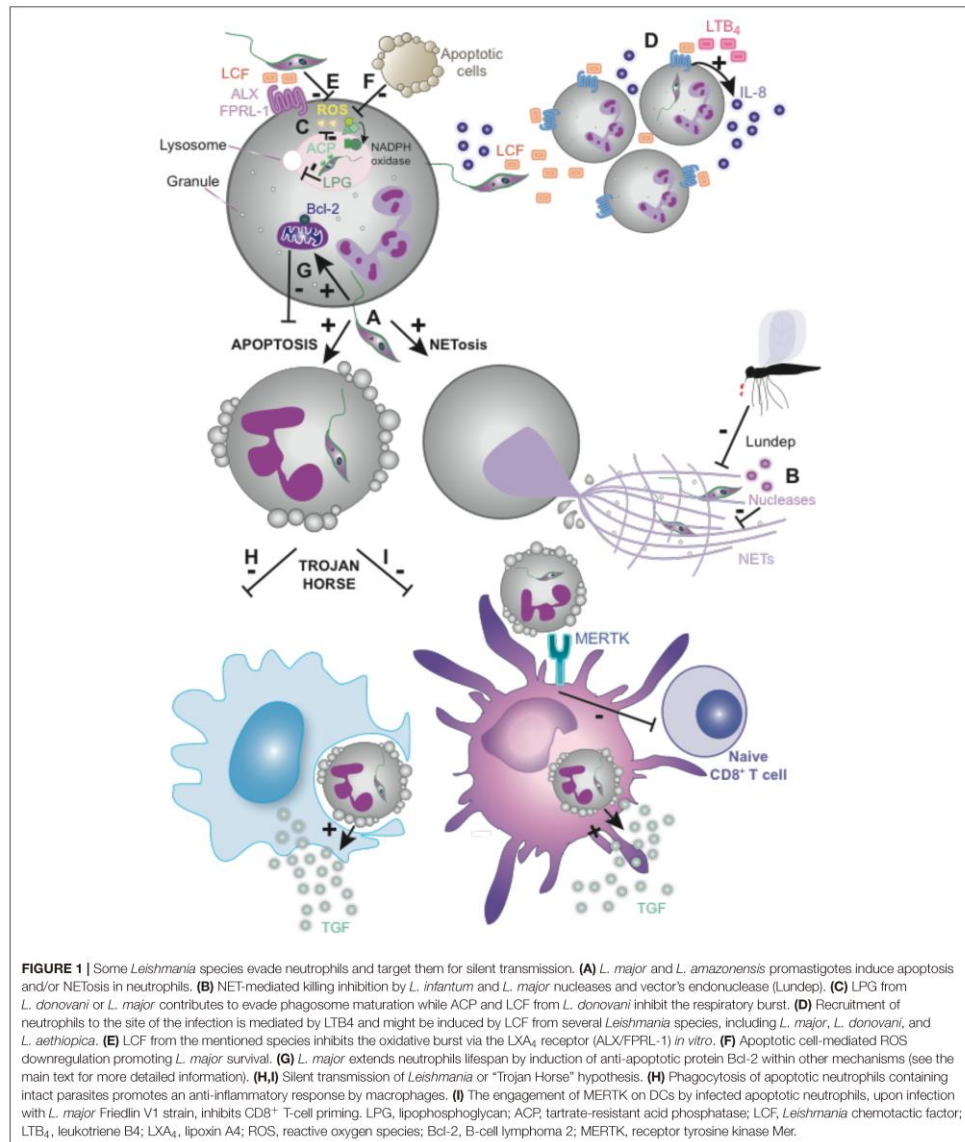 LCF
ALX
FPRL-1
E
-
F
-
Apoptotic
cells
ROS
C
-
ACP
NADPH
oxidase
-
LPG
Lysosome
Granule
Bcl-2
G
-
+
LCF
D
LTB4
+
IL-8
A
+
+
APOPTOSIS
NETosis
-
Lundep
B
Nucleases
-
NETs
H
-
I
-
TROJAN
HORSE
MERTK
-
Naive
CD8+ T cell
+
TGF
+
TGF
FIGURE 1 | Some Leishmania species evade neutrophils and target them for silent transmission. (A) L. major and L. amazonensis promastigotes induce apoptosis
and/or NETosis in neutrophils. (B) NET-mediated killing inhibition by L. infantum and L. major nucleases and vector's endonuclease (Lundep). (C) LPG from
L. donovani or L. major contributes to evade phagosome maturation while ACP and LCF from L. donovani inhibit the respiratory burst. (D) Recruitment of
neutrophils to the site of the infection is mediated by LTB4 and might be induced by LCF from several Leishmania species, including L. major, L. donovani, and
L. aethiopica. (E) LCF from the mentioned species inhibits the oxidative burst via the LXA4 receptor (ALX/FPRL-1) in vitro. (F) Apoptotic cell-mediated ROS
downregulation promoting L. major survival. (G) L. major extends neutrophils lifespan by induction of anti-apoptotic protein Bcl-2 within other mechanisms (see the
main text for more detailed information). (H,I) Silent transmission of Leishmania or "Trojan Horse" hypothesis. (H) Phagocytosis of apoptotic neutrophils containing
intact parasites promotes an anti-inflammatory response by macrophages. (I) The engagement of MERTK on DCs by infected apoptotic neutrophils, upon infection
with L. major Friedlin V1 strain, inhibits CD8+ T-cell priming. LPG, lipophosphoglycan; ACP, tartrate-resistant acid phosphatase; LCF, Leishmania chemotactic factor;
LTB4, leukotriene B4; LXA4, lipoxin A4; ROS, reactive oxygen species; Bcl-2, B-cell lymphoma 2; MERTK, receptor tyrosine kinase Mer.